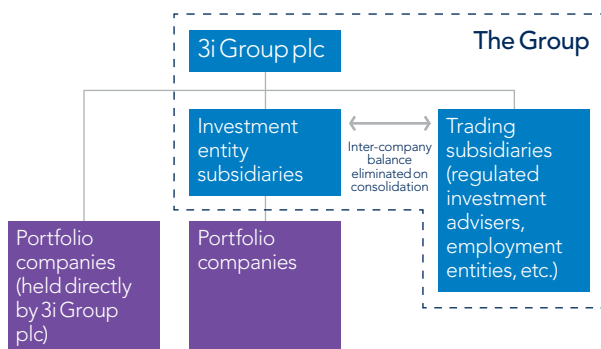 3i Group plc
The Group
Investment
entity
subsidiaries
Inter-company
balance
eliminated on
consolidation
Trading
subsidiaries
(regulated
investment
advisers,
employment
entities, etc.)
Portfolio
companies
(held directly
by 3i Group
plc)
Portfolio
companies